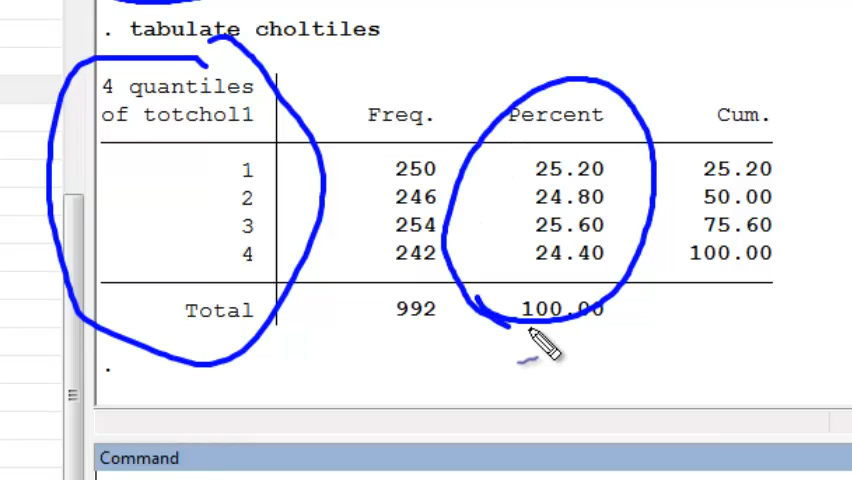 . tabulate choltiles
4 quantiles
of totchol1 Freq. Percent Cum.
1 250 25.20 25.20
2 246 24.80 50.00
3 254 25.60 75.60
4 242 24.40 100.00
Total 992 100.00
.
Command